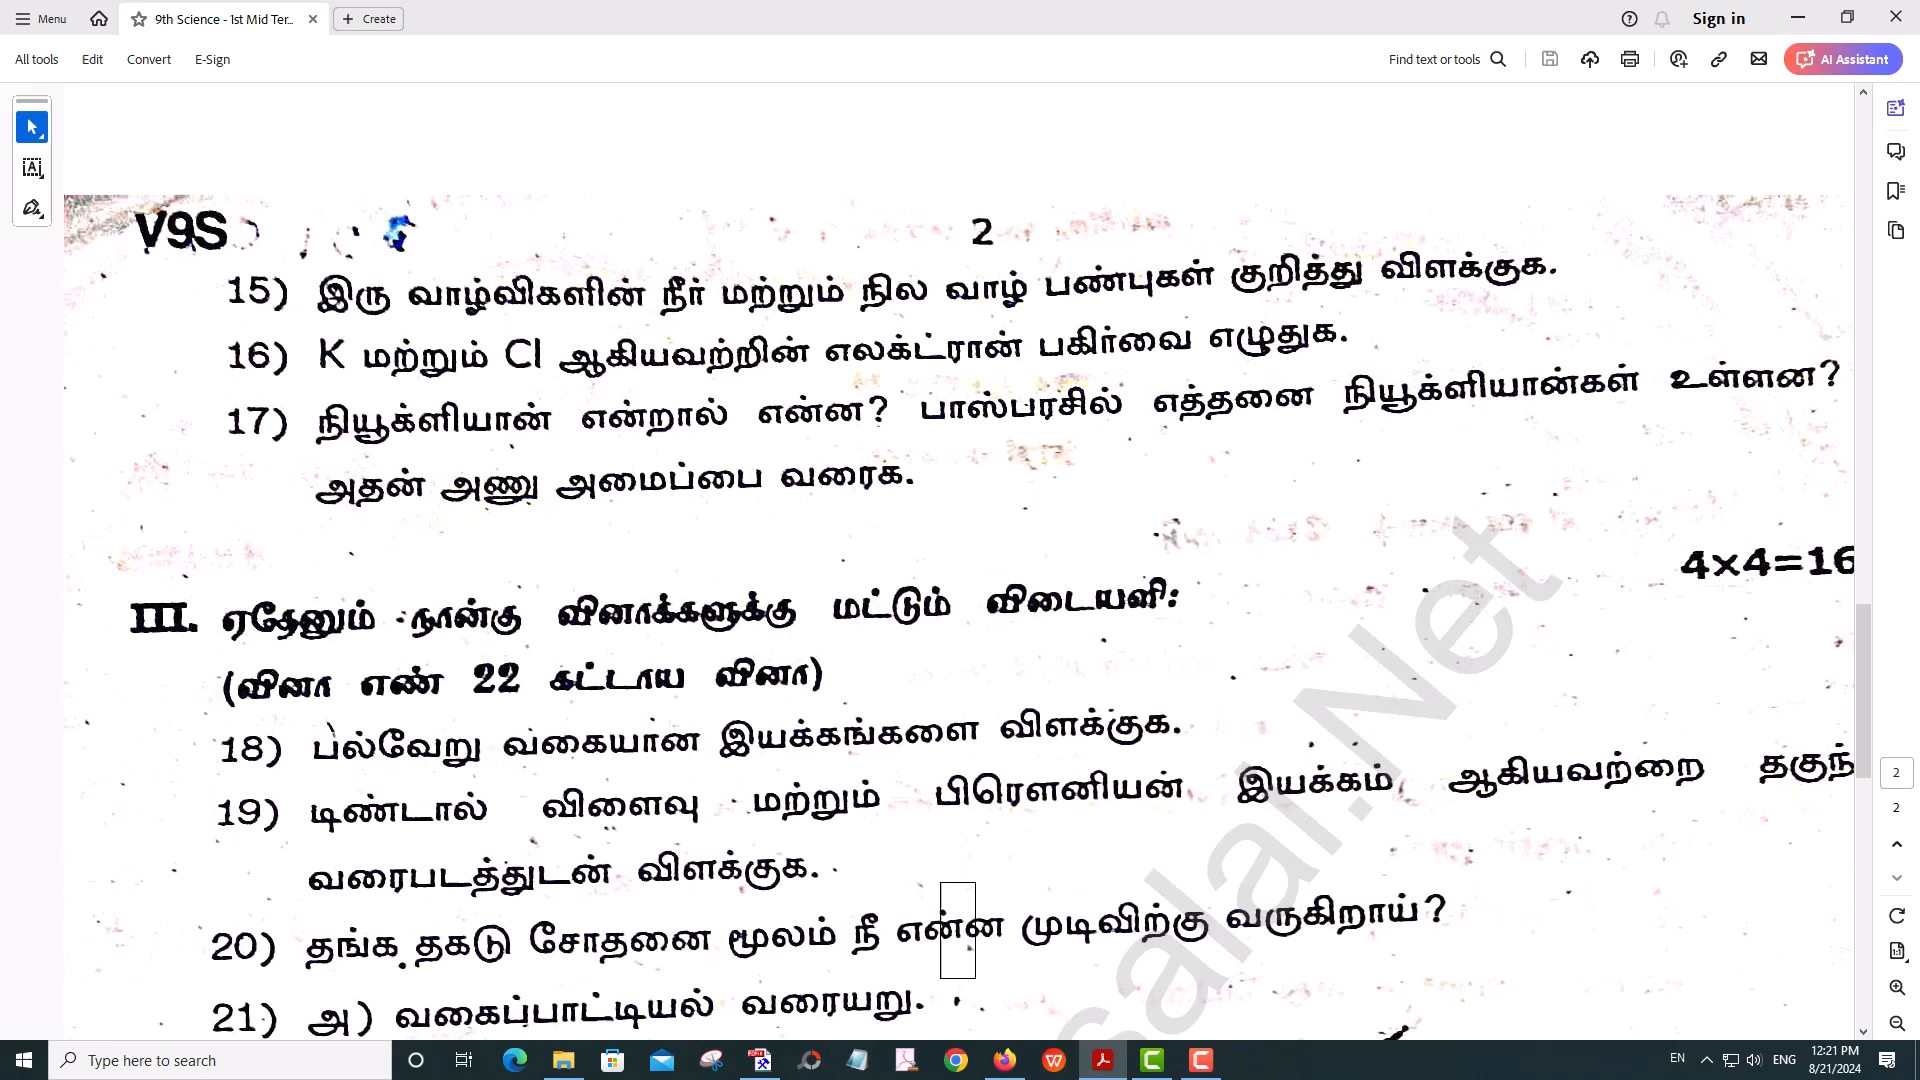 Menu
9th Science - 1st Mid Ter...
Create
Sign in
All tools Edit Convert E-Sign
Find text or tools
AI Assistant
V9S
2
15) இரு வாழ்விகளின் நீர் மற்றும் நில வாழ் பண்புகள் குறித்து விளக்குக.
16) K மற்றும் Cl ஆகியவற்றின் எலக்ட்ரான் பகிர்வை எழுதுக.
17) நியூக்ளியான் என்றால் என்ன? பாஸ்பரசில் எத்தனை நியூக்ளியான்கள் உள்ளன?
அதன் அணு அமைப்பை வரைக.
4×4=16
III. ஏதேனும் நான்கு வினாக்களுக்கு மட்டும் விடையளி:
(வினா எண் 22 கட்டாய வினா)
18) பல்வேறு வகையான இயக்கங்களை விளக்குக.
19) டிண்டால் விளைவு மற்றும் பிரௌனியன் இயக்கம் ஆகியவற்றை தகுந்
வரைபடத்துடன் விளக்குக.
20) தங்க தகடு சோதனை மூலம் நீ என்ன முடிவிற்கு வருகிறாய்?
21) அ) வகைப்பாட்டியல் வரையறு.
salai.Net
2
2
Type here to search
EN
ENG
12:21 PM
8/21/2024